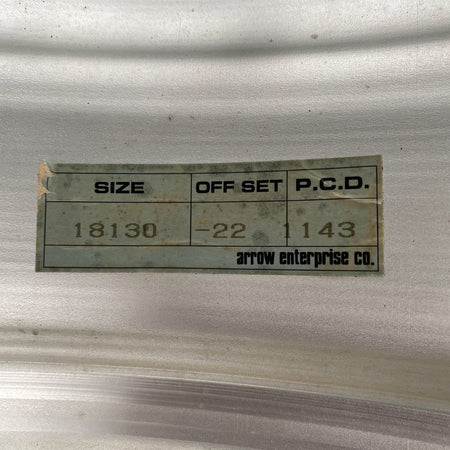 SIZE OFF SET P.C.D.
18130 -22 1143
arrow enterprise co.